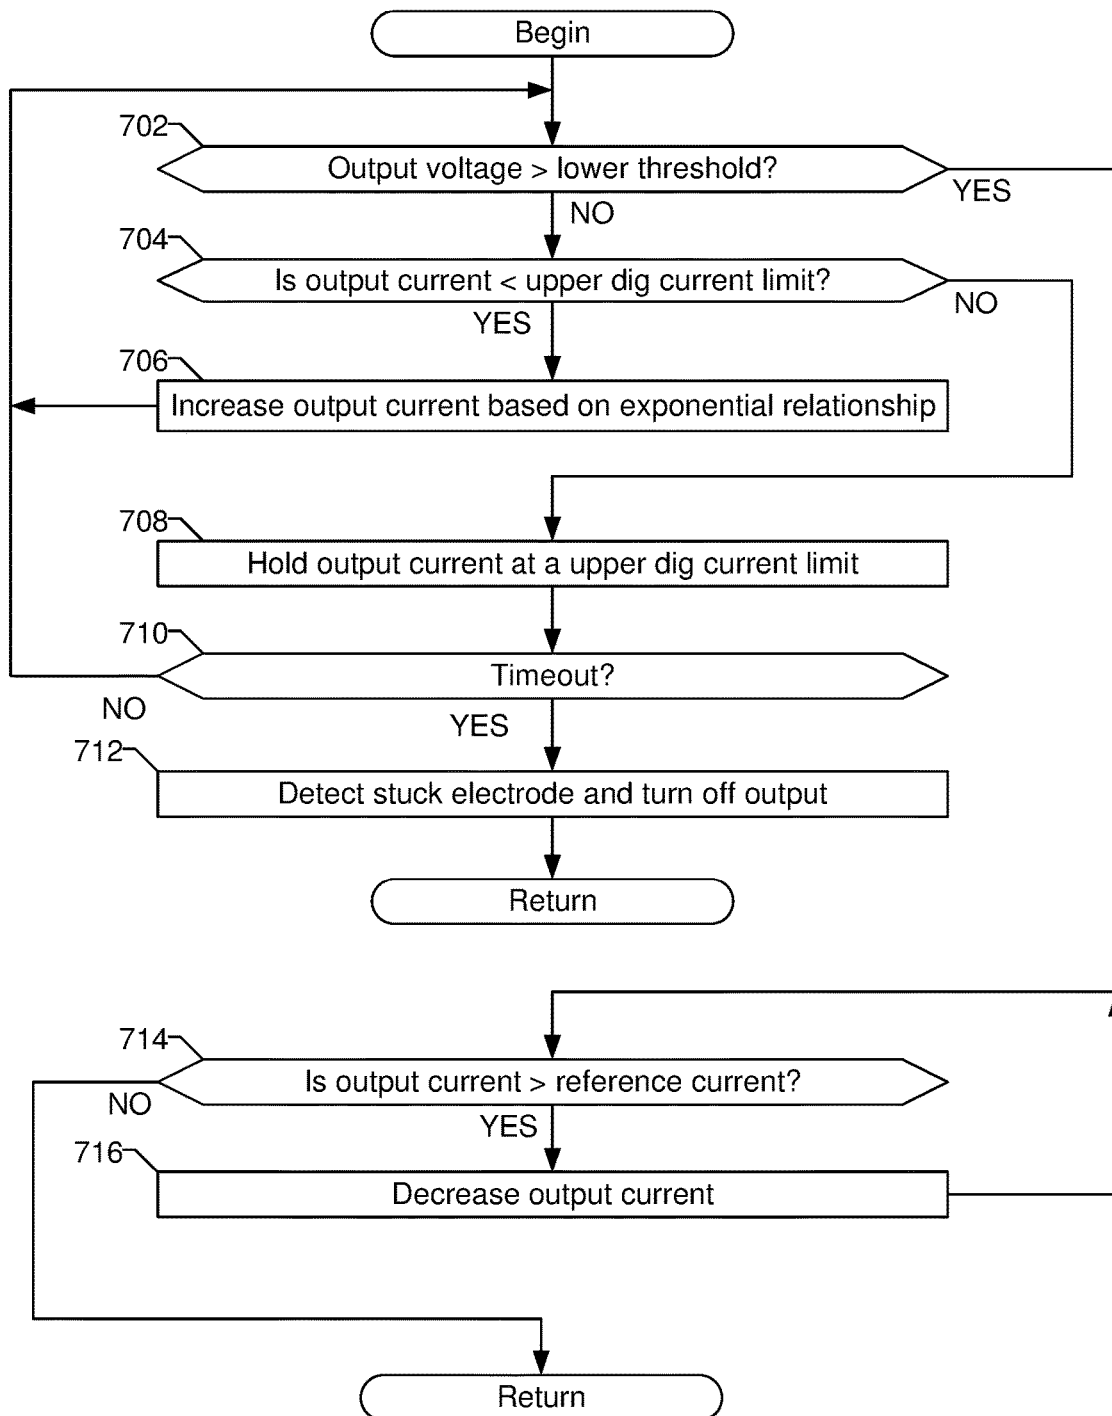 Begin
702
Output voltage > lower threshold?
YES
NO
704
Is output current < upper dig current limit?
NO
YES
706
Increase output current based on exponential relationship
708
Hold output current at a upper dig current limit
710
Timeout?
NO
YES
712
Detect stuck electrode and turn off output
Return
714
Is output current > reference current?
NO
YES
716
Decrease output current
Return